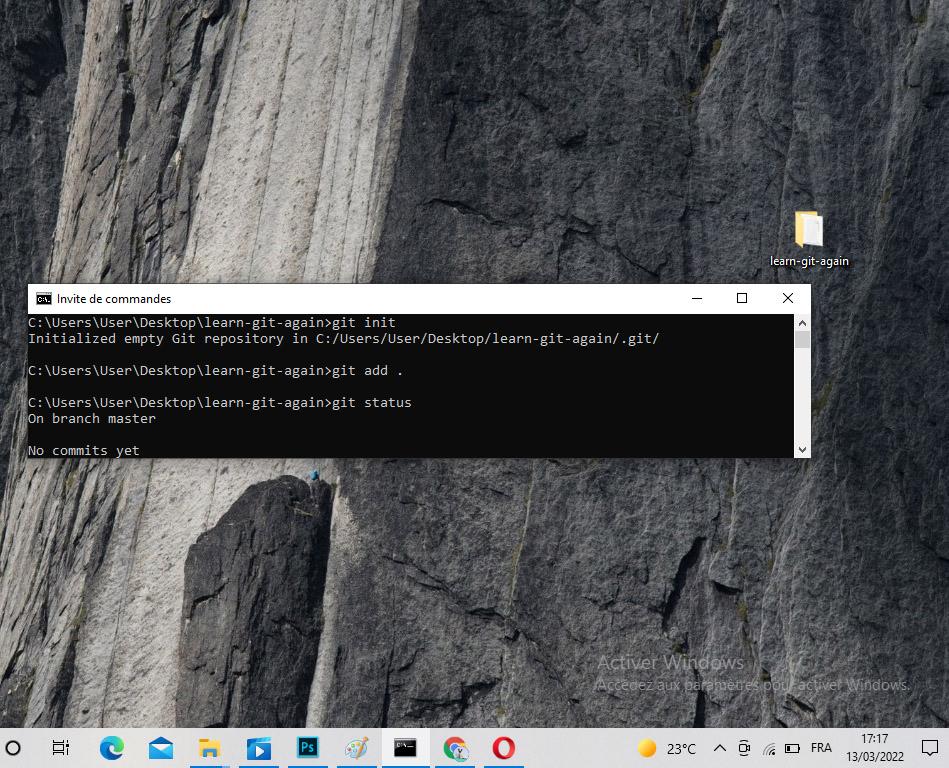 learn-git-again
Invite de commandes
C:\Users\User\Desktop\learn-git-again>git init
Initialized empty Git repository in C:/Users/User/Desktop/learn-git-again/.git/
C:\Users\User\Desktop\learn-git-again>git add .
C:\Users\User\Desktop\learn-git-again>git status
On branch master
No commits yet
Activer Windows
Accédez aux paramètres pour activer Windows.
Ps
23°C
FRA
17:17
13/03/2022